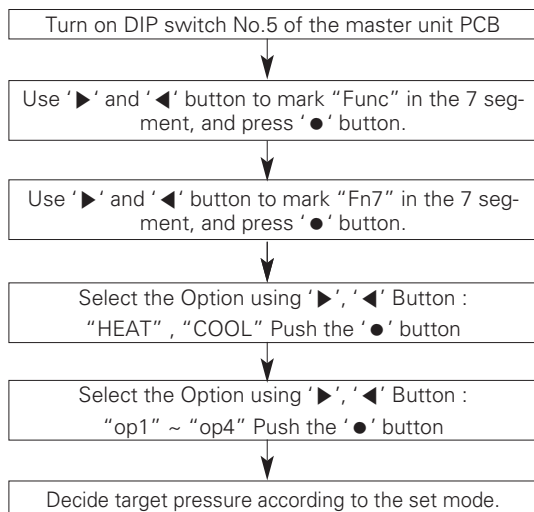 Turn on DIP switch No.5 of the master unit PCB
Use ‘▶‘ and ‘◀‘ button to mark “Func” in the 7 seg-
ment, and press ‘●‘ button.
Use ‘▶‘ and ‘◀‘ button to mark “Fn7” in the 7 seg-
ment, and press ‘●‘ button.
Select the Option using ‘▶’, ‘◀’ Button :
“HEAT” , “COOL” Push the ‘●’ button
Select the Option using ‘▶’, ‘◀’ Button :
“op1” ~ “op4” Push the ‘●’ button
Decide target pressure according to the set mode.